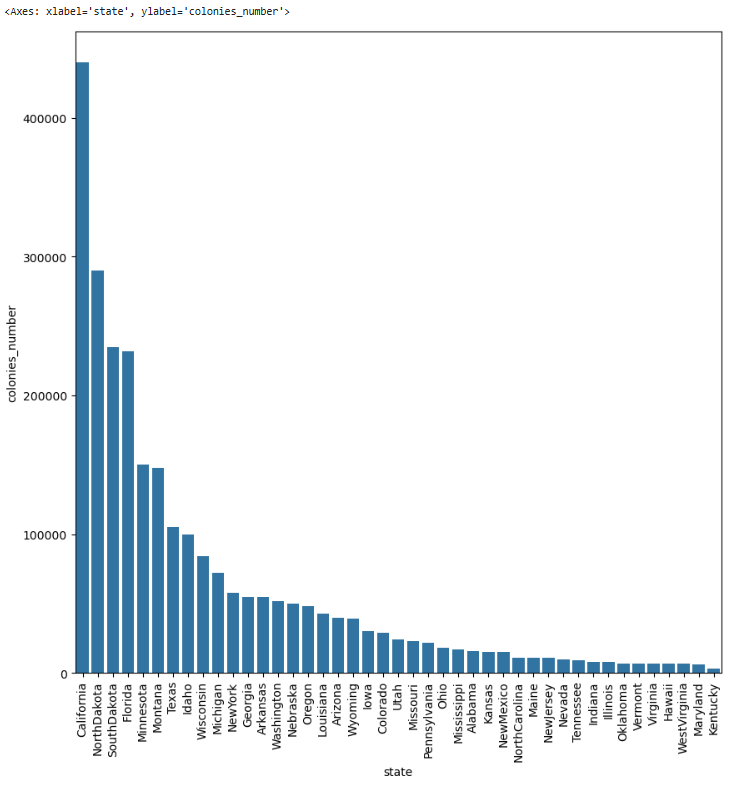 <Axes: xlabel='state', ylabel='colonies_number'>
400000
300000
200000
100000
0
colonies_number
California
NorthDakota
SouthDakota
Florida
Minnesota
Montana
Texas
Idaho
Wisconsin
Michigan
NewYork
Georgia
Arkansas
Washington
Nebraska
Oregon
Louisiana
Arizona
Wyoming
Iowa
Colorado
Utah
Missouri
Pennsylvania
Ohio
Mississippi
Alabama
Kansas
NewMexico
NorthCarolina
Maine
NewJersey
Nevada
Tennessee
Indiana
Illinois
Oklahoma
Vermont
Virginia
Hawaii
WestVirginia
Maryland
Kentucky
state